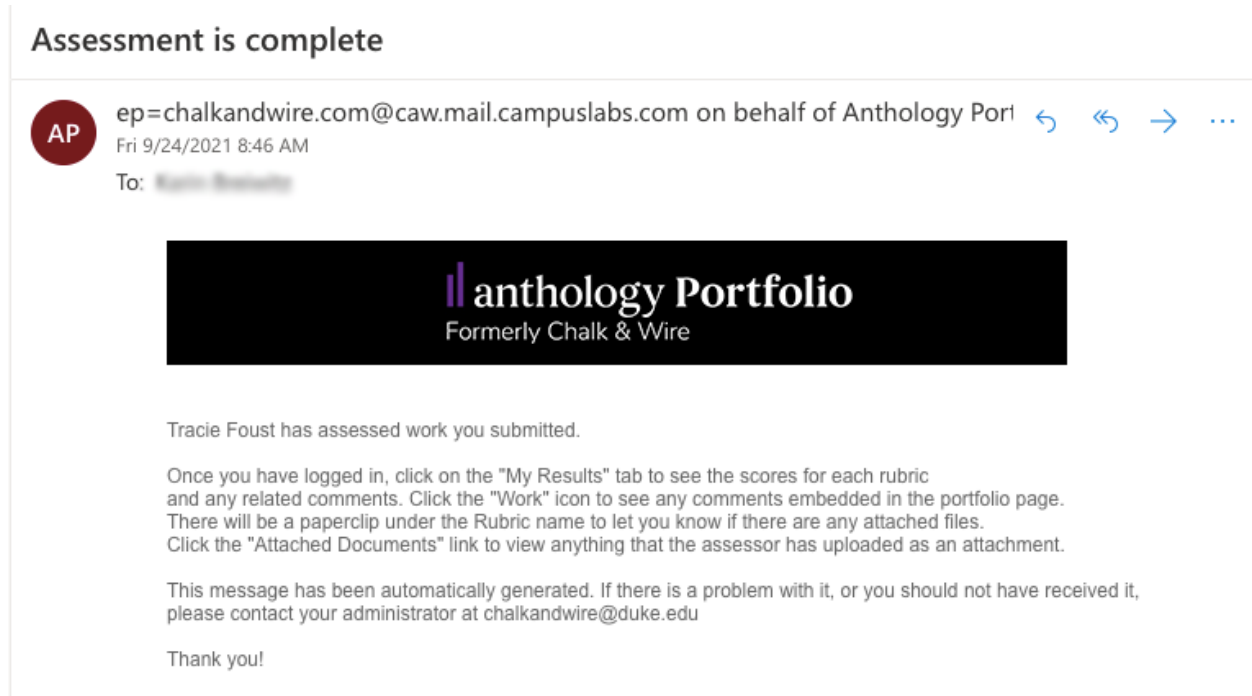 Assessment is complete
AP
ep=chalkandwire.com@caw.mail.campuslabs.com on behalf of Anthology Port
Fri 9/24/2021 8:46 AM
To:
anthology Portfolio
Formerly Chalk & Wire
Tracie Foust has assessed work you submitted.
Once you have logged in, click on the "My Results" tab to see the scores for each rubric
and any related comments. Click the "Work" icon to see any comments embedded in the portfolio page.
There will be a paperclip under the Rubric name to let you know if there are any attached files.
Click the "Attached Documents" link to view anything that the assessor has uploaded as an attachment.
This message has been automatically generated. If there is a problem with it, or you should not have received it,
please contact your administrator at chalkandwire@duke.edu
Thank you!